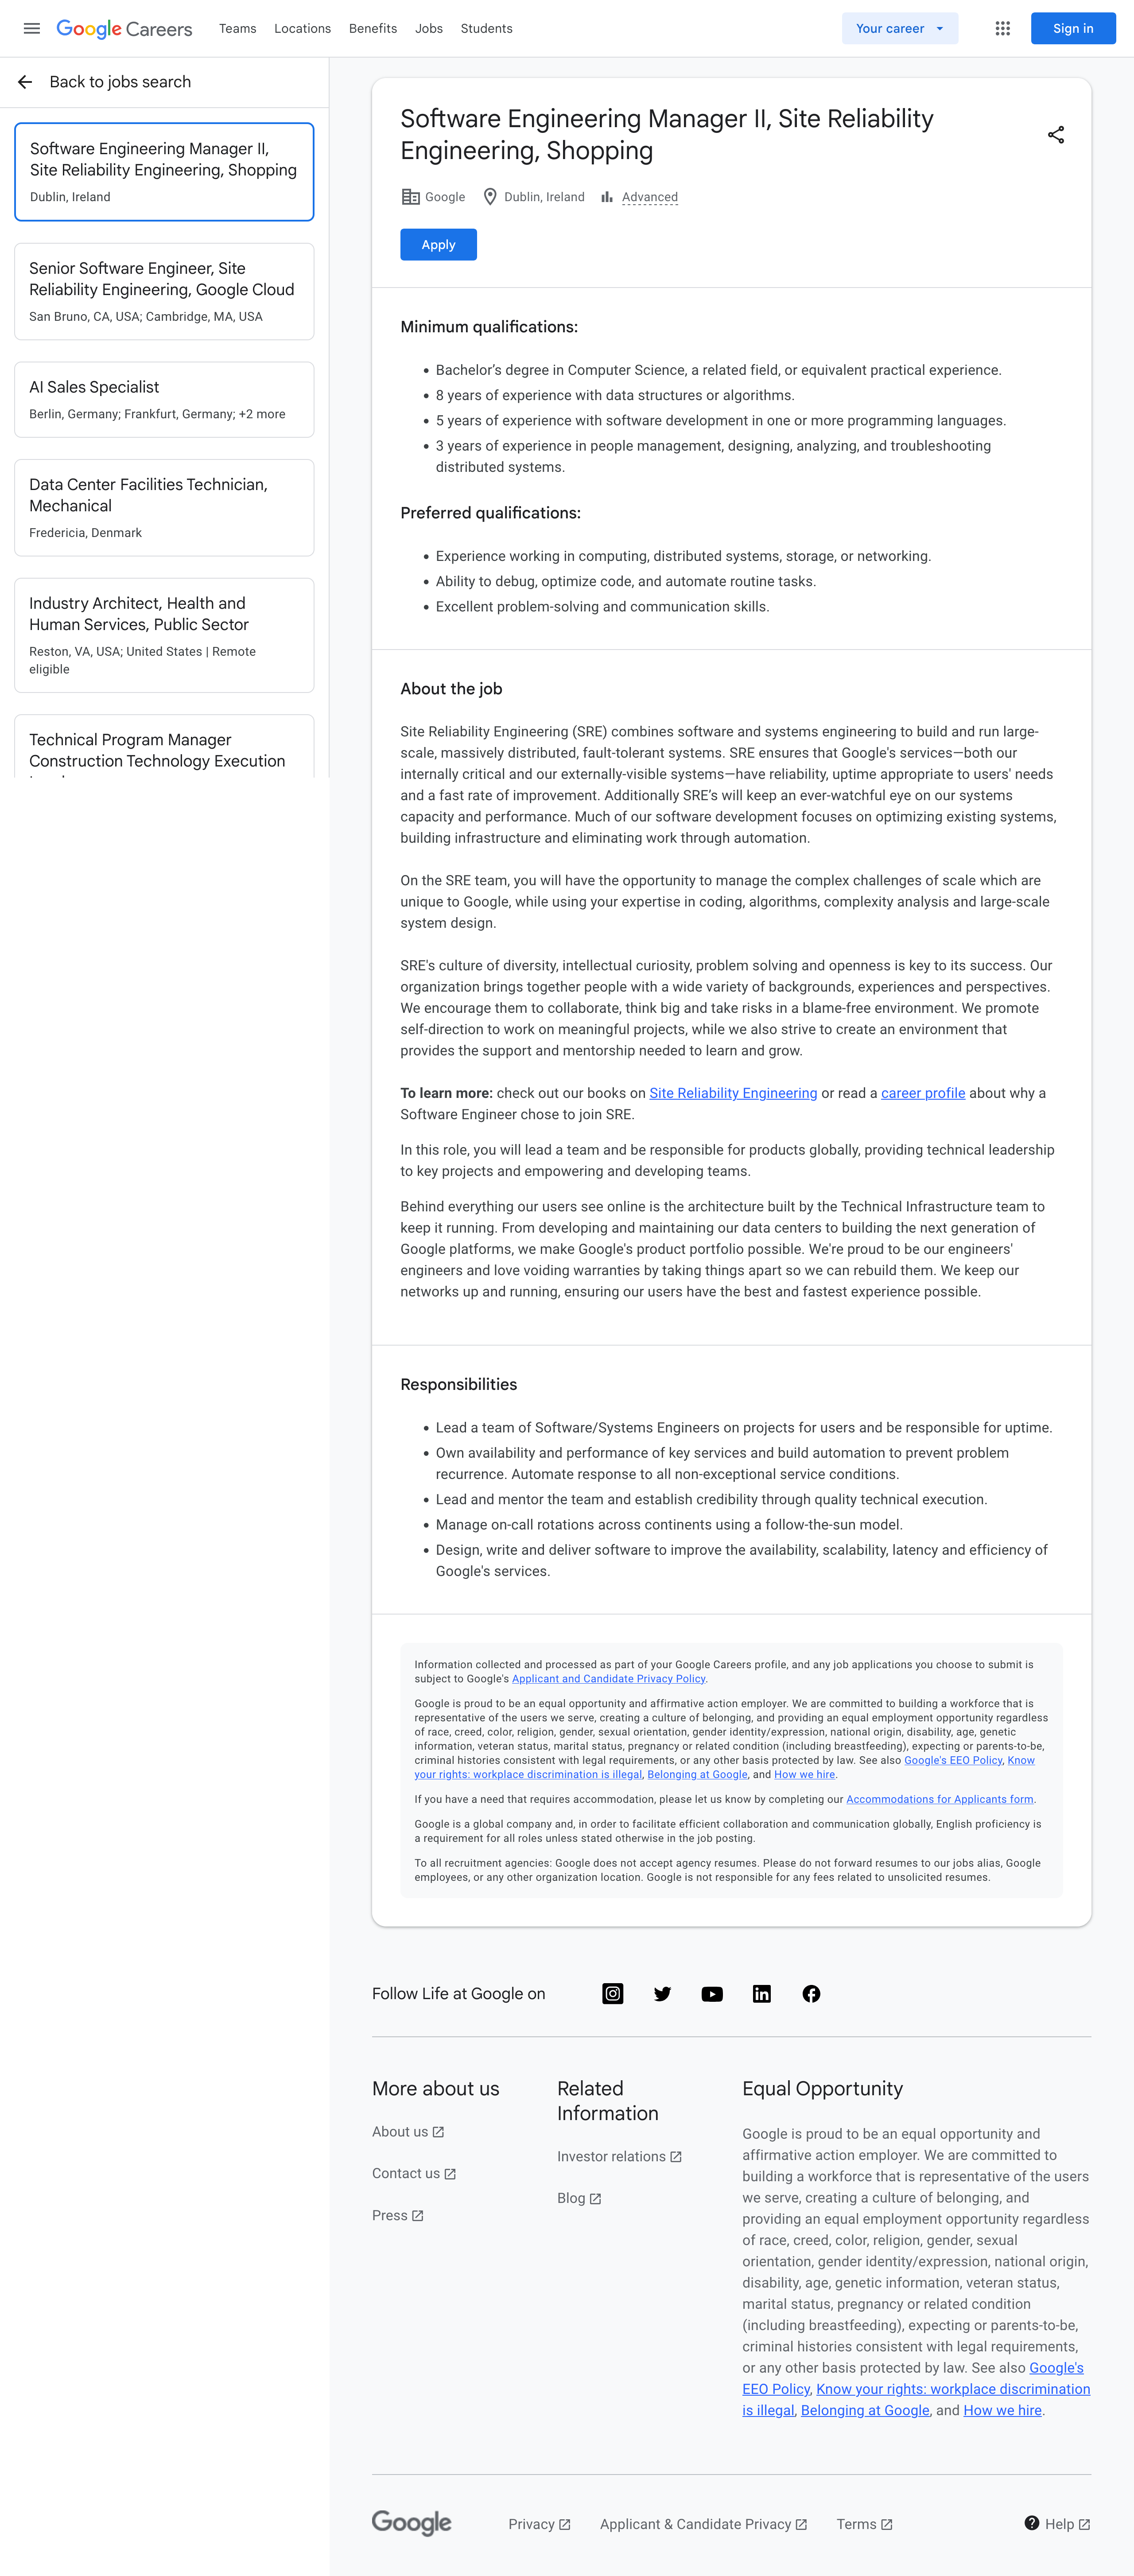 Google Careers
Teams
Locations
Benefits
Jobs
Students
Your career
Sign in
Back to jobs search
Software Engineering Manager II,
Site Reliability Engineering, Shopping
Dublin, Ireland
Senior Software Engineer, Site
Reliability Engineering, Google Cloud
San Bruno, CA, USA; Cambridge, MA, USA
AI Sales Specialist
Berlin, Germany; Frankfurt, Germany; +2 more
Data Center Facilities Technician,
Mechanical
Fredericia, Denmark
Industry Architect, Health and
Human Services, Public Sector
Reston, VA, USA; United States | Remote
eligible
Technical Program Manager
Construction Technology Execution
Software Engineering Manager II, Site Reliability
Engineering, Shopping
Google
Dublin, Ireland
Advanced
Apply
Minimum qualifications:
• Bachelor’s degree in Computer Science, a related field, or equivalent practical experience.
• 8 years of experience with data structures or algorithms.
• 5 years of experience with software development in one or more programming languages.
• 3 years of experience in people management, designing, analyzing, and troubleshooting
distributed systems.
Preferred qualifications:
• Experience working in computing, distributed systems, storage, or networking.
• Ability to debug, optimize code, and automate routine tasks.
• Excellent problem-solving and communication skills.
About the job
Site Reliability Engineering (SRE) combines software and systems engineering to build and run large-
scale, massively distributed, fault-tolerant systems. SRE ensures that Google's services—both our
internally critical and our externally-visible systems—have reliability, uptime appropriate to users' needs
and a fast rate of improvement. Additionally SRE’s will keep an ever-watchful eye on our systems
capacity and performance. Much of our software development focuses on optimizing existing systems,
building infrastructure and eliminating work through automation.
On the SRE team, you will have the opportunity to manage the complex challenges of scale which are
unique to Google, while using your expertise in coding, algorithms, complexity analysis and large-scale
system design.
SRE's culture of diversity, intellectual curiosity, problem solving and openness is key to its success. Our
organization brings together people with a wide variety of backgrounds, experiences and perspectives.
We encourage them to collaborate, think big and take risks in a blame-free environment. We promote
self-direction to work on meaningful projects, while we also strive to create an environment that
provides the support and mentorship needed to learn and grow.
To learn more: check out our books on Site Reliability Engineering or read a career profile about why a
Software Engineer chose to join SRE.
In this role, you will lead a team and be responsible for products globally, providing technical leadership
to key projects and empowering and developing teams.
Behind everything our users see online is the architecture built by the Technical Infrastructure team to
keep it running. From developing and maintaining our data centers to building the next generation of
Google platforms, we make Google's product portfolio possible. We're proud to be our engineers'
engineers and love voiding warranties by taking things apart so we can rebuild them. We keep our
networks up and running, ensuring our users have the best and fastest experience possible.
Responsibilities
• Lead a team of Software/Systems Engineers on projects for users and be responsible for uptime.
• Own availability and performance of key services and build automation to prevent problem
recurrence. Automate response to all non-exceptional service conditions.
• Lead and mentor the team and establish credibility through quality technical execution.
• Manage on-call rotations across continents using a follow-the-sun model.
• Design, write and deliver software to improve the availability, scalability, latency and efficiency of
Google's services.
Information collected and processed as part of your Google Careers profile, and any job applications you choose to submit is
subject to Google's Applicant and Candidate Privacy Policy.
Google is proud to be an equal opportunity and affirmative action employer. We are committed to building a workforce that is
representative of the users we serve, creating a culture of belonging, and providing an equal employment opportunity regardless
of race, creed, color, religion, gender, sexual orientation, gender identity/expression, national origin, disability, age, genetic
information, veteran status, marital status, pregnancy or related condition (including breastfeeding), expecting or parents-to-be,
criminal histories consistent with legal requirements, or any other basis protected by law. See also Google's EEO Policy, Know
your rights: workplace discrimination is illegal, Belonging at Google, and How we hire.
If you have a need that requires accommodation, please let us know by completing our Accommodations for Applicants form.
Google is a global company and, in order to facilitate efficient collaboration and communication globally, English proficiency is
a requirement for all roles unless stated otherwise in the job posting.
To all recruitment agencies: Google does not accept agency resumes. Please do not forward resumes to our jobs alias, Google
employees, or any other organization location. Google is not responsible for any fees related to unsolicited resumes.
Follow Life at Google on
More about us
About us
Contact us
Press
Related
Information
Investor relations
Blog
Equal Opportunity
Google is proud to be an equal opportunity and
affirmative action employer. We are committed to
building a workforce that is representative of the users
we serve, creating a culture of belonging, and
providing an equal employment opportunity regardless
of race, creed, color, religion, gender, sexual
orientation, gender identity/expression, national origin,
disability, age, genetic information, veteran status,
marital status, pregnancy or related condition
(including breastfeeding), expecting or parents-to-be,
criminal histories consistent with legal requirements,
or any other basis protected by law. See also Google's
EEO Policy, Know your rights: workplace discrimination
is illegal, Belonging at Google, and How we hire.
Google
Privacy
Applicant & Candidate Privacy
Terms
Help